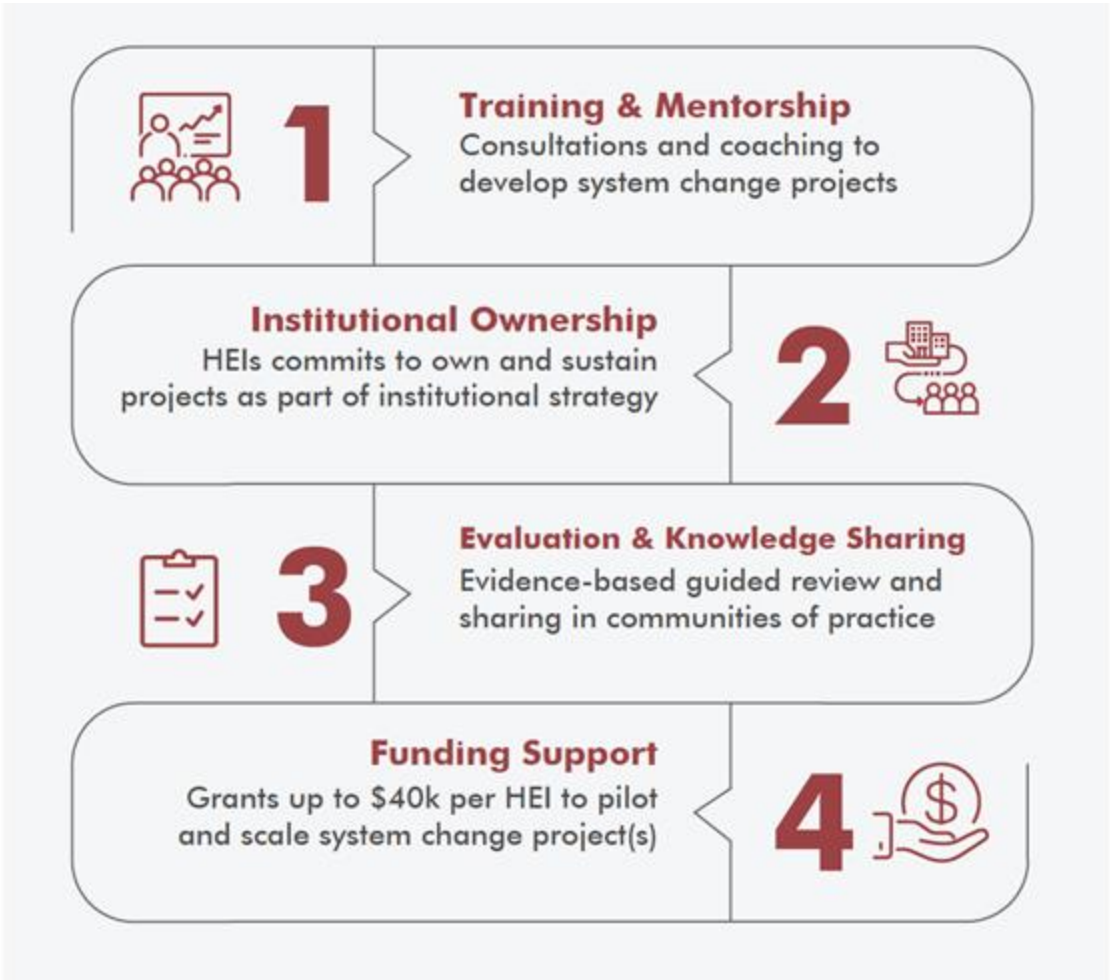 1
Training & Mentorship
Consultations and coaching to
develop system change projects
Institutional Ownership
HEIs commits to own and sustain
projects as part of institutional strategy
2
3
Evaluation & Knowledge Sharing
Evidence-based guided review and
sharing in communities of practice
Funding Support
Grants up to $40k per HEI to pilot
and scale system change project(s)
4
$